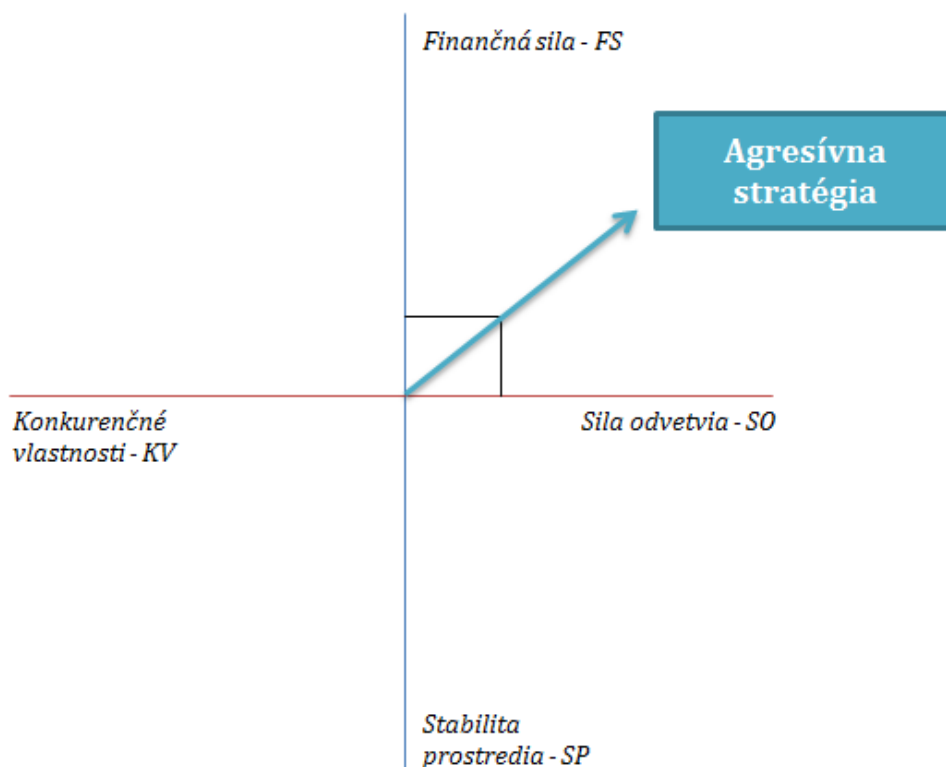 Finančná sila - FS
Agresívna
stratégia
Konkurenčné
vlastnosti - KV
Sila odvetvia - SO
Stabilita
prostredia - SP